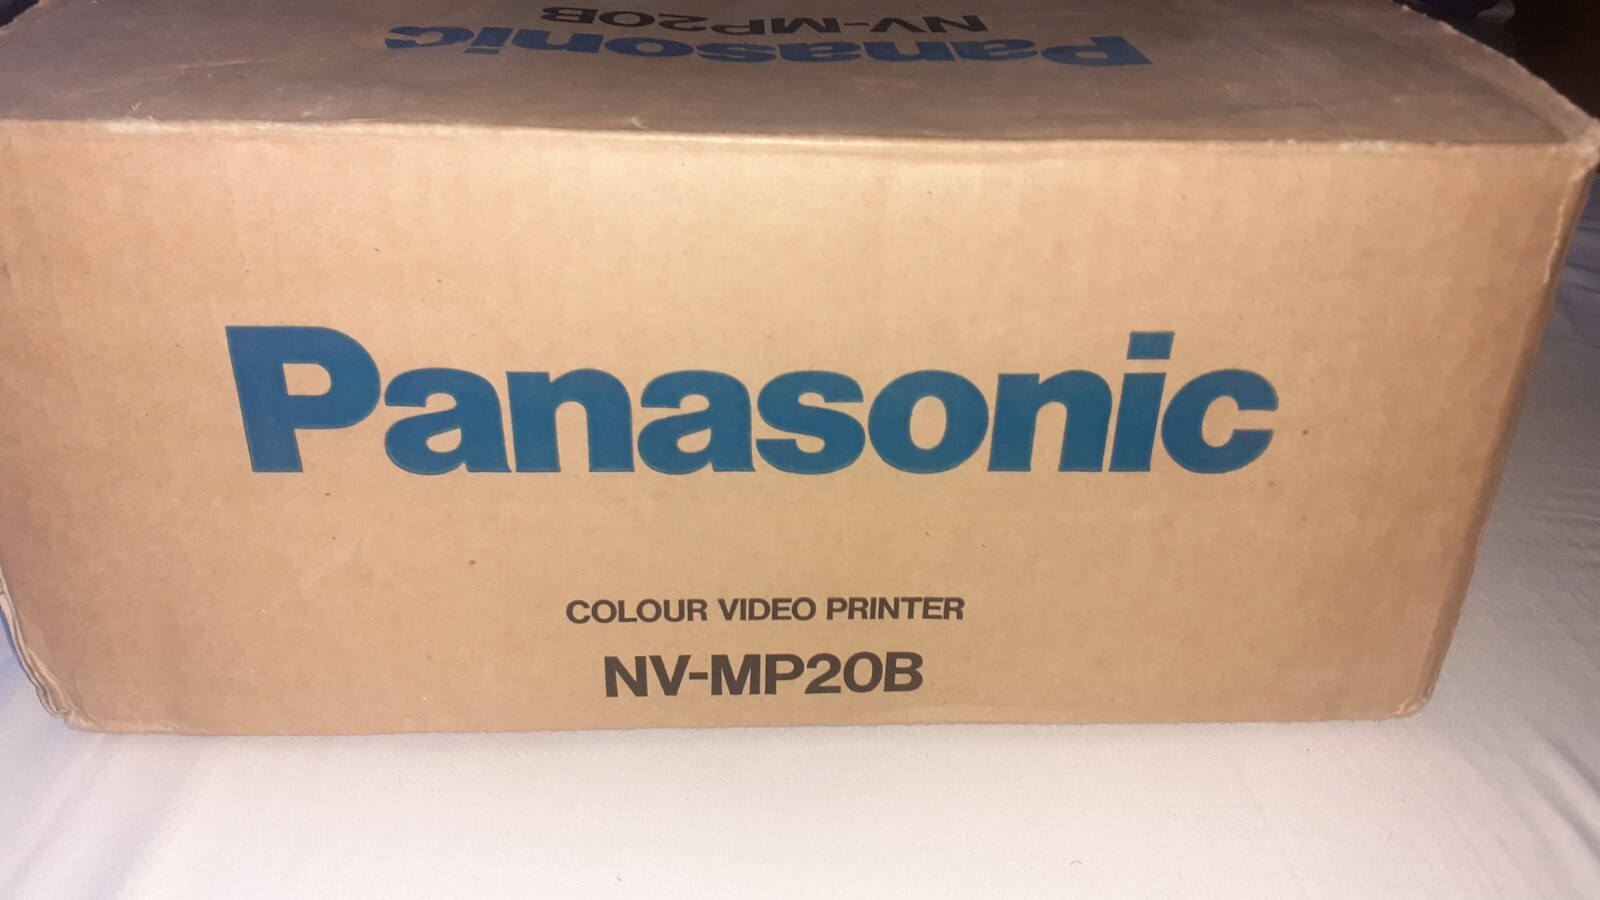 NV-MP20B
Panasonic
Panasonic
COLOUR VIDEO PRINTER
NV-MP20B